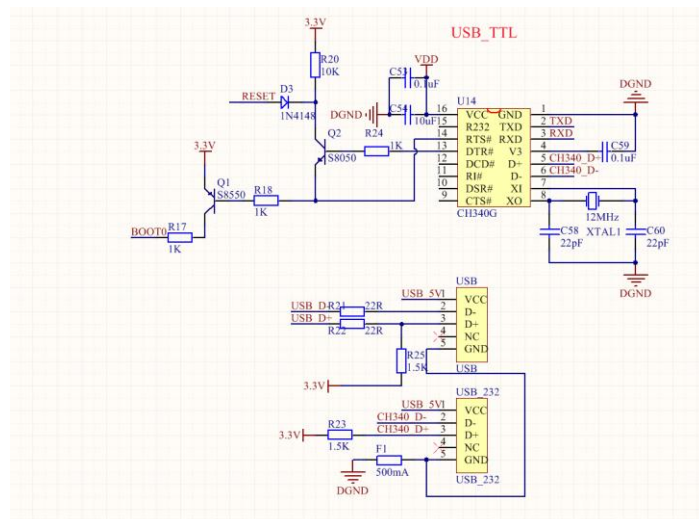 USB_TTL
3.3V
R20
10K
RESET
D3
1N4148
Q2
S8050
R24
1K
DGND
C53
0.1uF
C54
10uF
VDD
3.3V
Q1
S8550
R18
1K
BOOT0
R17
1K
U14
16 VCC GND 1
15 R232 TXD 2 TXD
14 RTS# RXD 3 RXD
13 DTR# V3 4
12 DCD# D+ 5 CH340_D+
11 RI# D- 6 CH340_D-
10 DSR# XI 7
9 CTS# XO 8
CH340G
DGND
C59
0.1uF
12MHz
XTAL1
C58
22pF
C60
22pF
DGND
USB
USB_5V 1 VCC
USB_D- R21 22R 2 D-
USB_D+ R22 22R 3 D+
4 NC
5 GND
USB
R25
1.5K
3.3V
USB_232
USB_5V 1 VCC
CH340_D- 2 D-
CH340_D+ 3 D+
4 NC
5 GND
USB_232
3.3V
R23
1.5K
F1
500mA
DGND